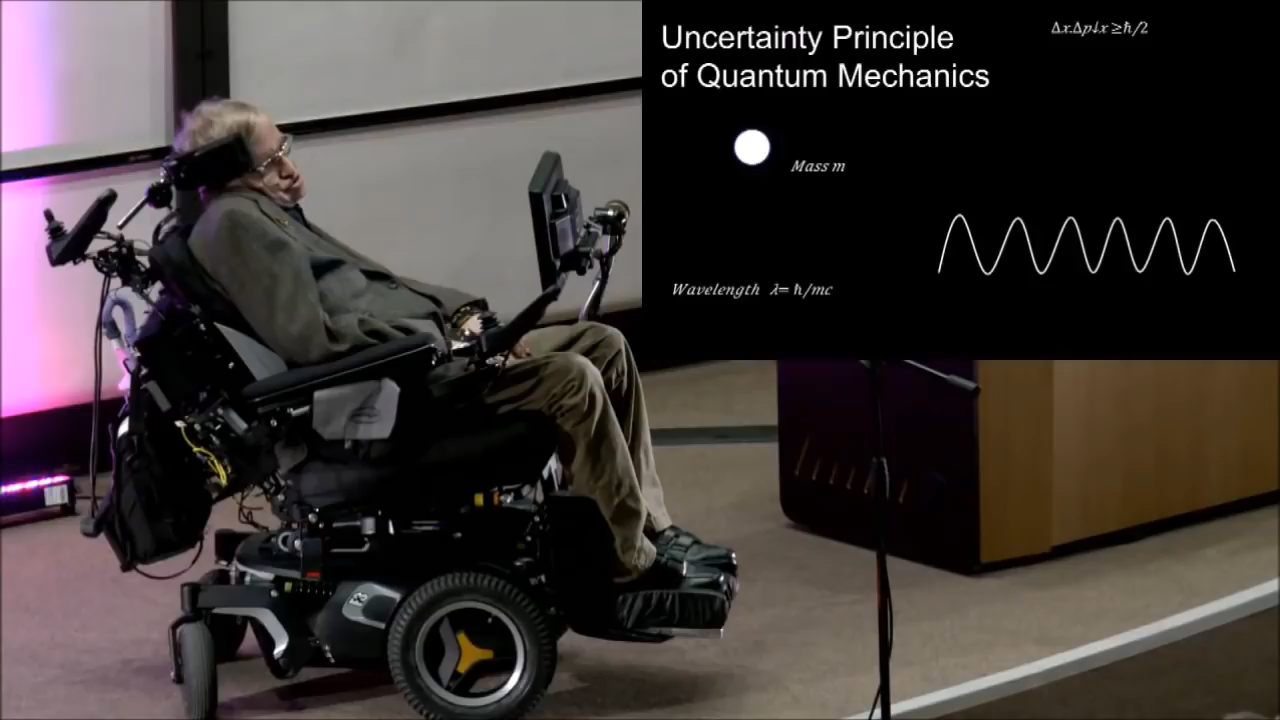 Uncertainty Principle
of Quantum Mechanics
Δx.Δp↓x ≥ℏ/2
Mass m
Wavelength λ= ℏ/mc